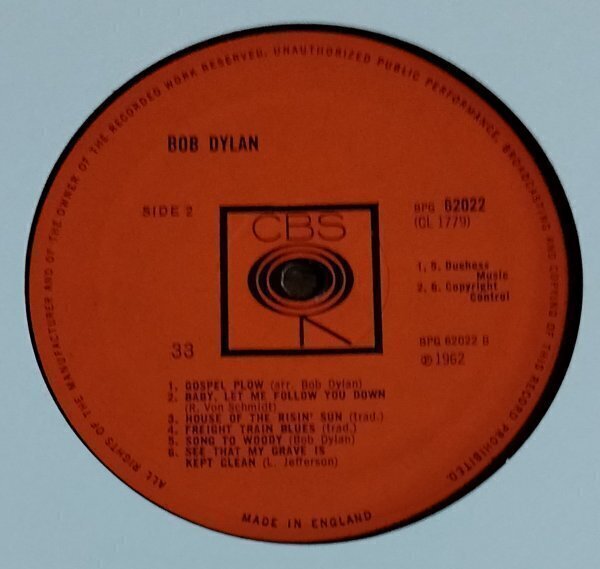 ALL RIGHTS OF THE MANUFACTURER AND OF THE OWNER OF THE RECORDED WORK RESERVED. UNAUTHORIZED PUBLIC PERFORMANCE, BROADCASTING AND COPYING OF THIS RECORD PROHIBITED.
BOB DYLAN
SIDE 2
CBS
BPG 62022
(CL 1779)
1, 5. Duchess
Music
2, 6. Copyright
Control
33
BPG 62022 B
℗ 1962
1. GOSPEL PLOW (arr. Bob Dylan)
2. BABY, LET ME FOLLOW YOU DOWN
(R. Von Schmidt)
3. HOUSE OF THE RISIN' SUN (trad.)
4. FREIGHT TRAIN BLUES (trad.)
5. SONG TO WOODY (Bob Dylan)
6. SEE THAT MY GRAVE IS
KEPT CLEAN (L. Jefferson)
MADE IN ENGLAND